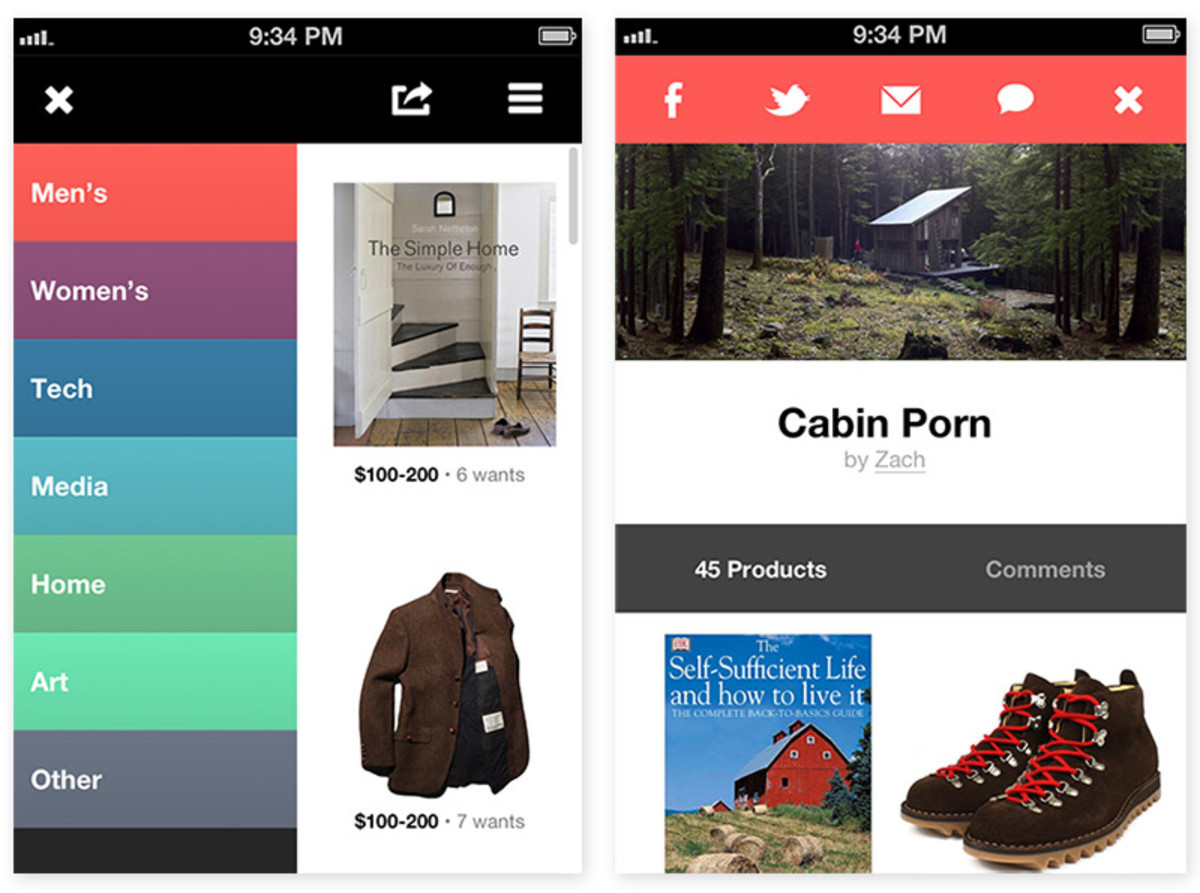 9:34 PM
Men's
Women's
Tech
Media
Home
Art
Other
Sarah Nettleton
The Simple Home
The Luxury Of Enough
$100-200 • 6 wants
$100-200 • 7 wants
9:34 PM
Cabin Porn
by Zach
45 Products
Comments
DK
The
Self-Sufficient Life
and how to live it
THE COMPLETE BACK-TO-BASICS GUIDE